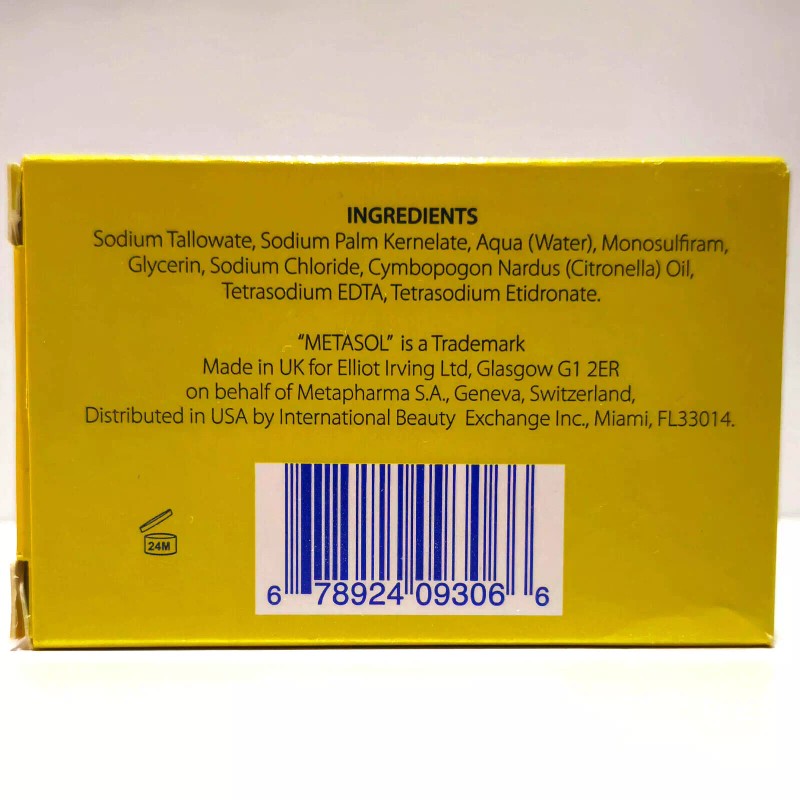 INGREDIENTS
Sodium Tallowate, Sodium Palm Kernelate, Aqua (Water), Monosulfiram,
Glycerin, Sodium Chloride, Cymbopogon Nardus (Citronella) Oil,
Tetrasodium EDTA, Tetrasodium Etidronate.
“METASOL” is a Trademark
Made in UK for Elliot Irving Ltd, Glasgow G1 2ER
on behalf of Metapharma S.A., Geneva, Switzerland,
Distributed in USA by International Beauty Exchange Inc., Miami, FL33014.
24M
6 78924 09306 6